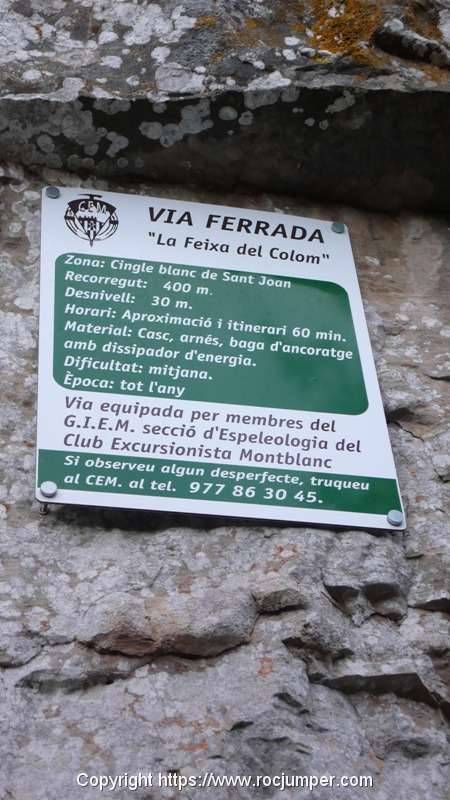 C.E.M.
VIA FERRADA
"La Feixa del Colom"
Zona: Cingle blanc de Sant Joan
Recorregut: 400 m.
Desnivell: 30 m.
Horari: Aproximació i itinerari 60 min.
Material: Casc, arnés, baga d'ancoratge
amb dissipador d'energia.
Dificultat: mitjana.
Època: tot l'any
Via equipada per membres del
G.I.E.M. secció d'Espeleologia del
Club Excursionista Montblanc
Si observeu algun desperfecte, truqueu
al CEM. al tel. 977 86 30 45.
Copyright https://www.rocjumper.com